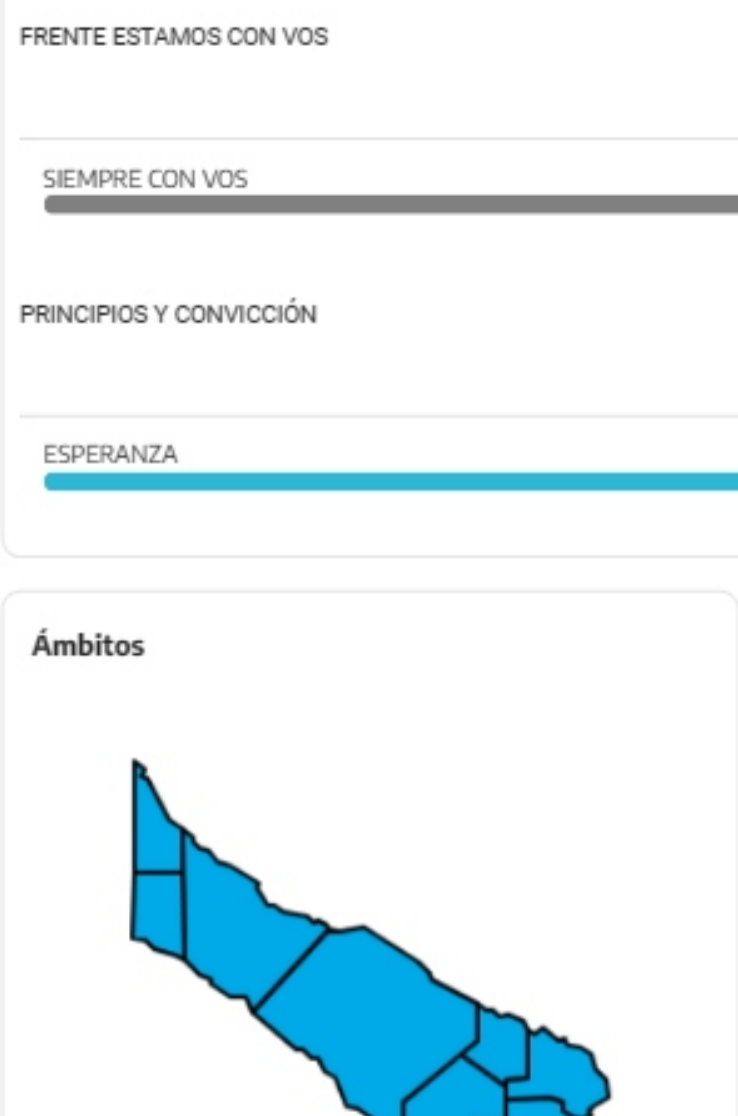 FRENTE ESTAMOS CON VOS
SIEMPRE CON VOS
PRINCIPIOS Y CONVICCIÓN
ESPERANZA
Ámbitos